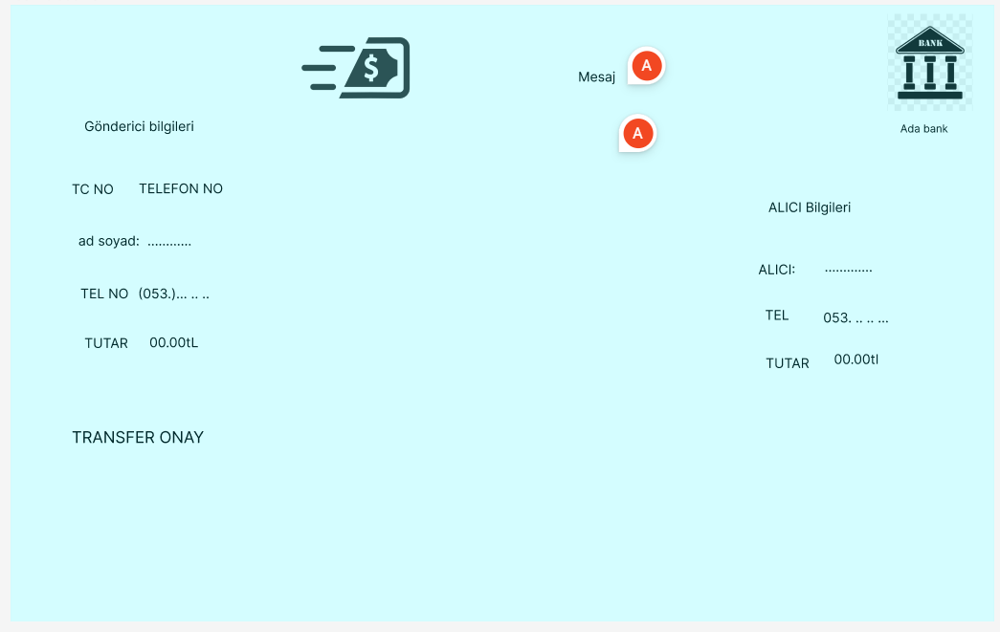 $
Mesaj
A
BANK
Ada bank
A
Gönderici bilgileri
TC NO TELEFON NO
ad soyad: ............
TEL NO (053.)... .. ..
TUTAR 00.00tL
TRANSFER ONAY
ALICI Bilgileri
ALICI: .............
TEL 053. .. .. ...
TUTAR 00.00tl